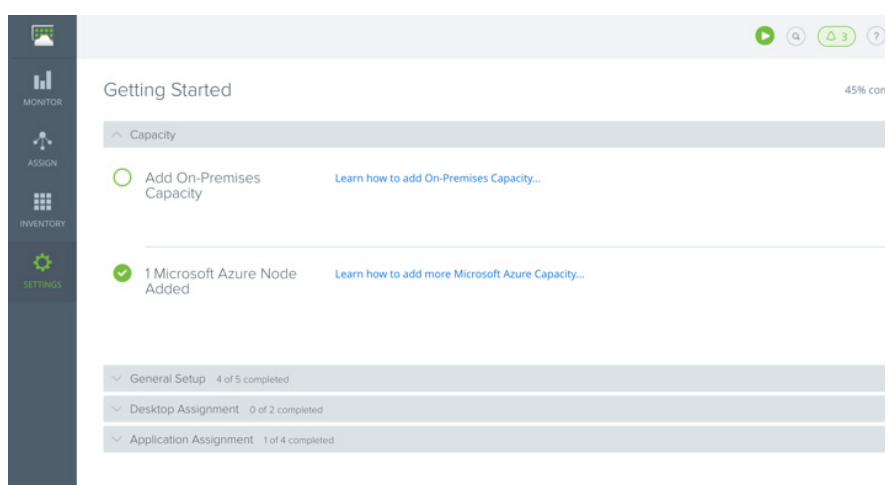 3
?
MONITOR
Getting Started
45%
Capacity
ASSIGN
Add On-Premises
Capacity
Learn how to add On-Premises Capacity...
INVENTORY
SETTINGS
1 Microsoft Azure Node
Added
Learn how to add more Microsoft Azure Capacity...
General Setup 4 of 5 completed
Desktop Assignment 0 of 2 completed
Application Assignment 1 of 4 completed